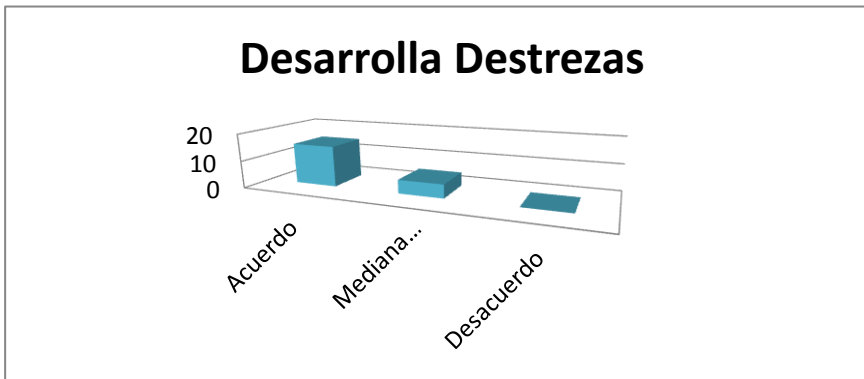 Desarrolla Destrezas
20
10
0
Acuerdo
Mediana...
Desacuerdo